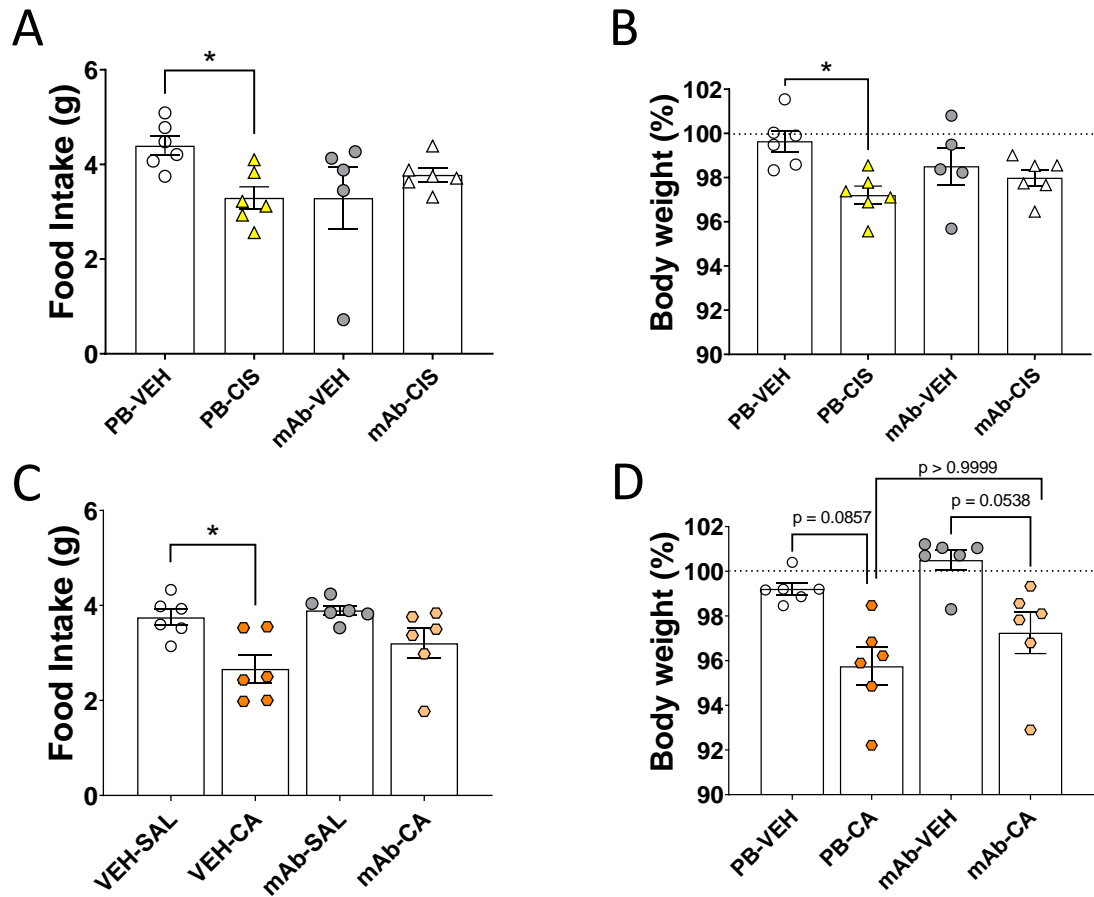 A
Food Intake (g)
6
4
2
0
*
PB-VEH
PB-CIS
mAb-VEH
mAb-CIS
B
Body weight (%)
102
100
98
96
94
92
90
*
PB-VEH
PB-CIS
mAb-VEH
mAb-CIS
C
Food Intake (g)
6
4
2
0
*
VEH-SAL
VEH-CA
mAb-SAL
mAb-CA
D
Body weight (%)
102
100
98
96
94
92
90
p > 0.9999
p = 0.0857
p = 0.0538
PB-VEH
PB-CA
mAb-VEH
mAb-CA